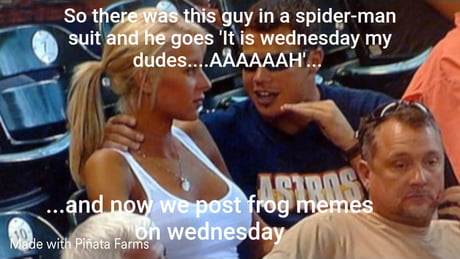 So there was this guy in a spider-man
suit and he goes 'It is wednesday my
dudes....AAAAAAH'...
ASTROS
...and now we post frog memes
on wednesday
10
Made with Piñata Farms